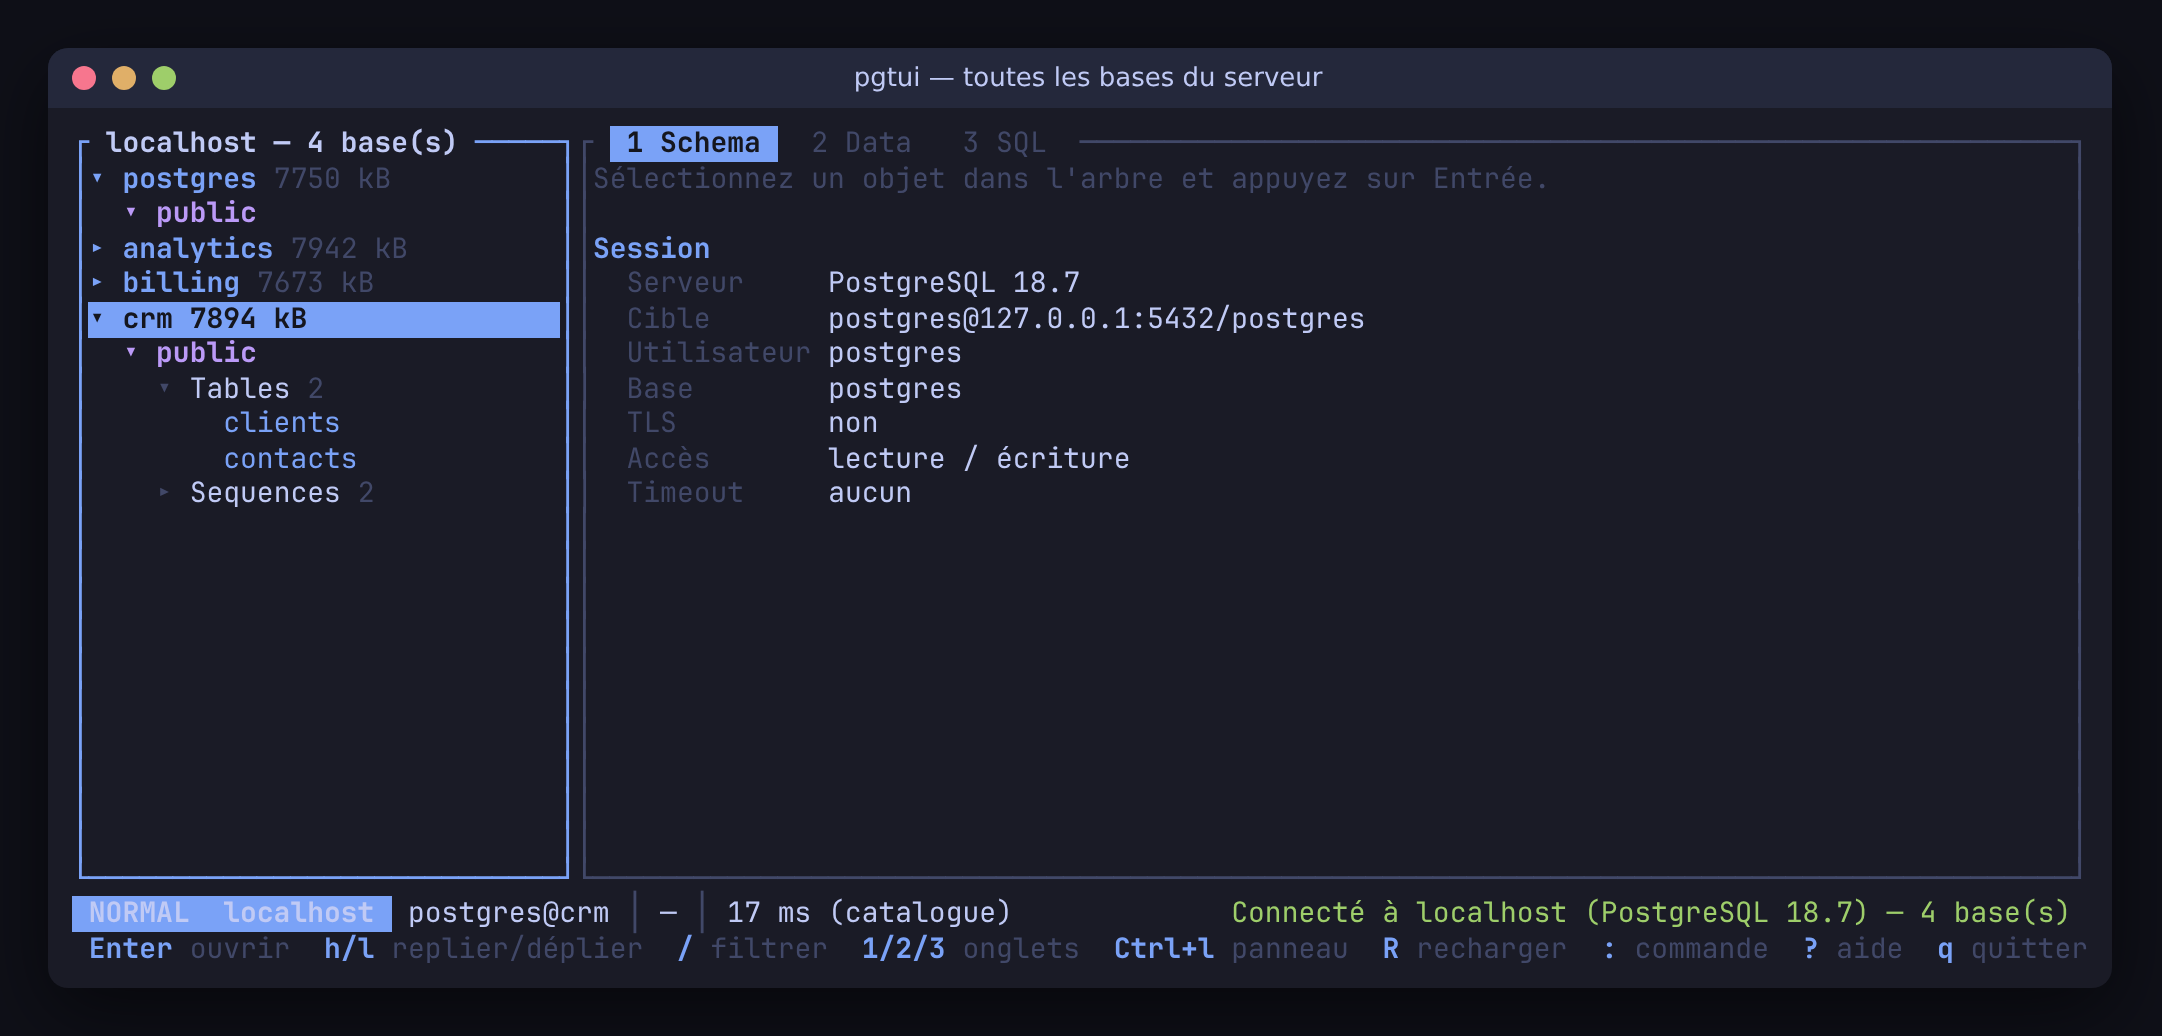 pgtui — toutes les bases du serveur
localhost — 4 base(s)
▾ postgres 7750 kB
▾ public
▸ analytics 7942 kB
▸ billing 7673 kB
▾ crm 7894 kB
▾ public
▾ Tables 2
clients
contacts
▸ Sequences 2
1 Schema 2 Data 3 SQL
Sélectionnez un objet dans l'arbre et appuyez sur Entrée.
Session
Serveur PostgreSQL 18.7
Cible postgres@127.0.0.1:5432/postgres
Utilisateur postgres
Base postgres
TLS non
Accès lecture / écriture
Timeout aucun
NORMAL localhost postgres@crm │ — │ 17 ms (catalogue) Connecté à localhost (PostgreSQL 18.7) — 4 base(s)
Enter ouvrir h/l replier/déplier / filtrer 1/2/3 onglets Ctrl+l panneau R recharger : commande ? aide q quitter